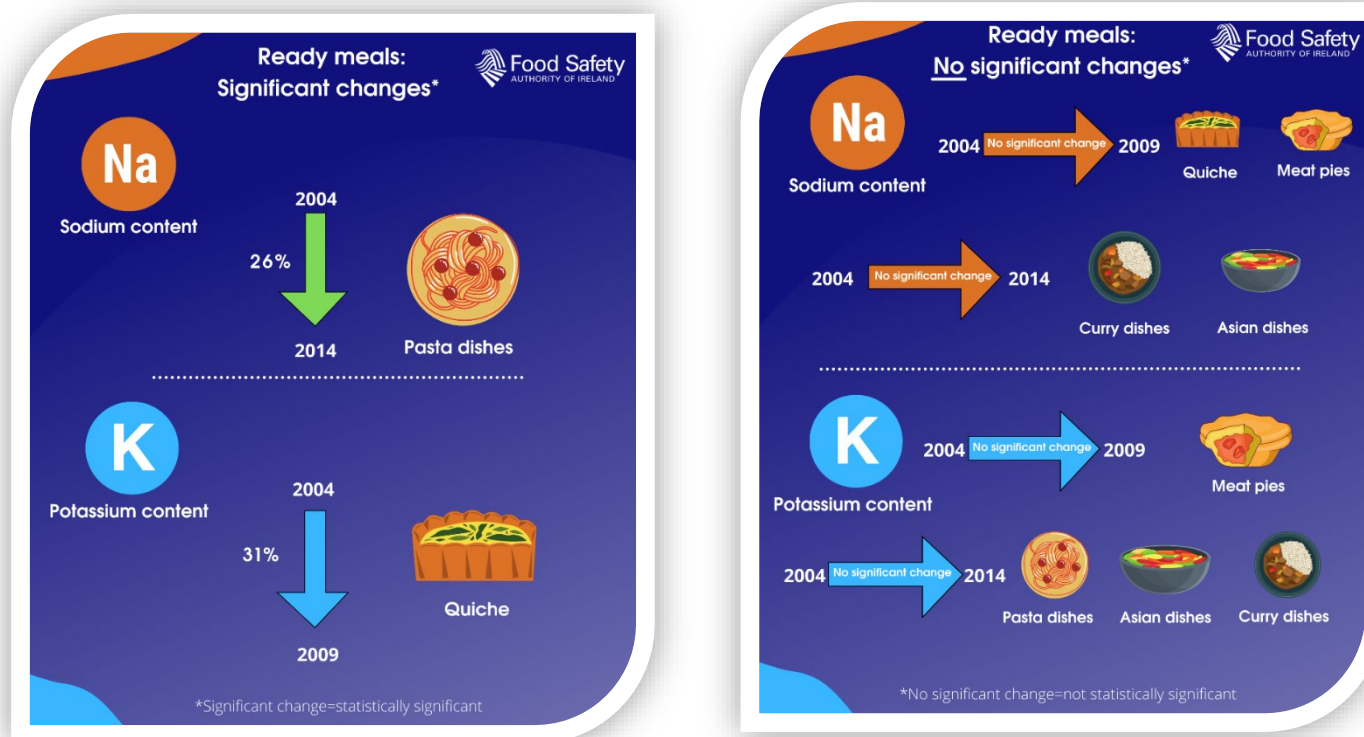 Ready meals:
Significant changes*
Food Safety
AUTHORITY OF IRELAND
Na
Sodium content
2004
26%
2014
Pasta dishes
K
Potassium content
2004
31%
2009
Quiche
*Significant change=statistically significant
Ready meals:
No significant changes*
Food Safety
AUTHORITY OF IRELAND
Na
Sodium content
2004 No significant change 2009
Quiche
Meat pies
2004 No significant change 2014
Curry dishes
Asian dishes
K
Potassium content
2004 No significant change 2009
Meat pies
2004 No significant change 2014
Pasta dishes
Asian dishes
Curry dishes
*No significant change=not statistically significant